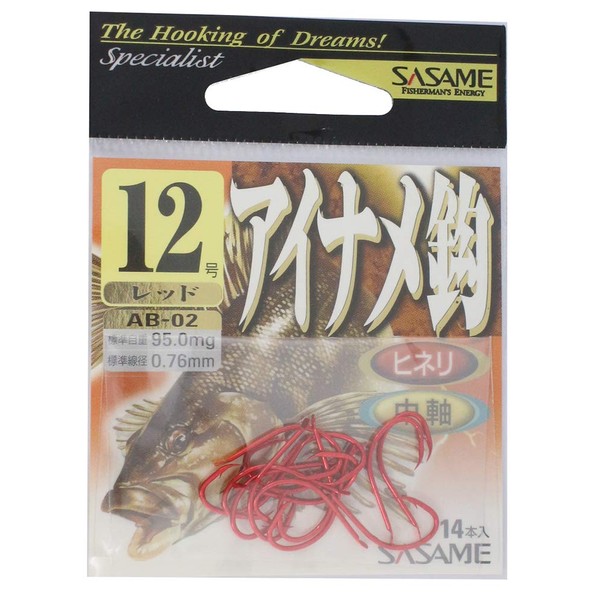 The Hooking of Dreams!
Specialist
SASAME
FISHERMAN'S ENERGY
12号
レッド
AB-02
標準自重 95.0mg
標準線径 0.76mm
アイナメ鈎
ヒネリ
中軸
14本入
SASAME